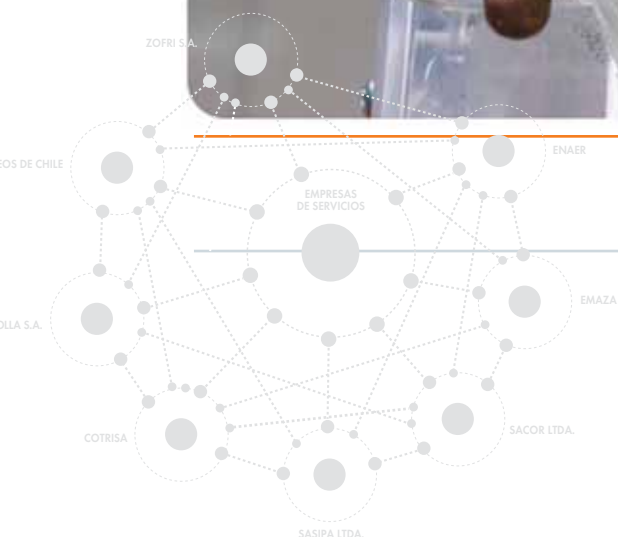 ZOFRI S.A.
EOS DE CHILE
ENAER
EMPRESAS
DE SERVICIOS
EMAZA
OLLA S.A.
SACOR LTDA.
COTRISA
SASIPA LTDA.